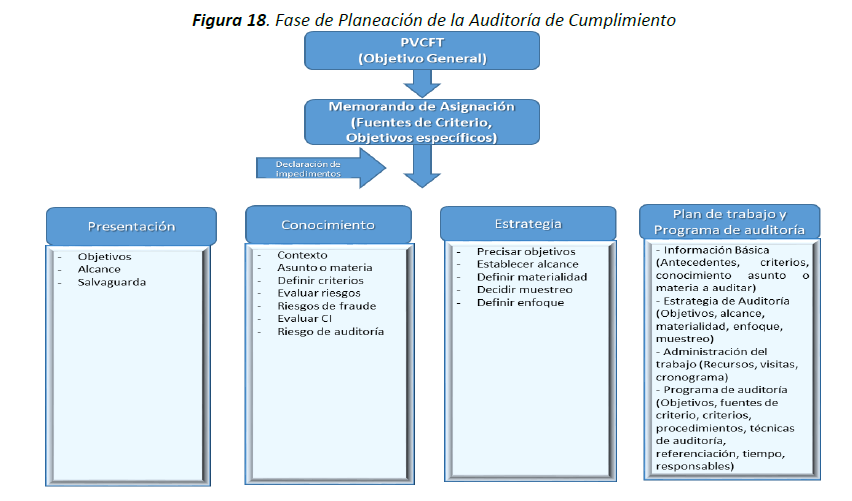 Figura 18. Fase de Planeación de la Auditoría de Cumplimiento
PVCFT
(Objetivo General)
Memorando de Asignación
(Fuentes de Criterio,
Objetivos específicos)
Declaración de
impedimentos
Presentación
- Objetivos
- Alcance
- Salvaguarda
Conocimiento
- Contexto
- Asunto o materia
- Definir criterios
- Evaluar riesgos
- Riesgos de fraude
- Evaluar CI
- Riesgo de auditoría
Estrategia
- Precisar objetivos
- Establecer alcance
- Definir materialidad
- Decidir muestreo
- Definir enfoque
Plan de trabajo y
Programa de auditoría
- Información Básica
(Antecedentes, criterios,
conocimiento asunto o
materia a auditar)
- Estrategia de Auditoría
(Objetivos, alcance,
materialidad, enfoque,
muestreo)
- Administración del
trabajo (Recursos, visitas,
cronograma)
- Programa de auditoría
(Objetivos, fuentes de
criterio, criterios,
procedimientos, técnicas
de auditoría,
referenciación, tiempo,
responsables)